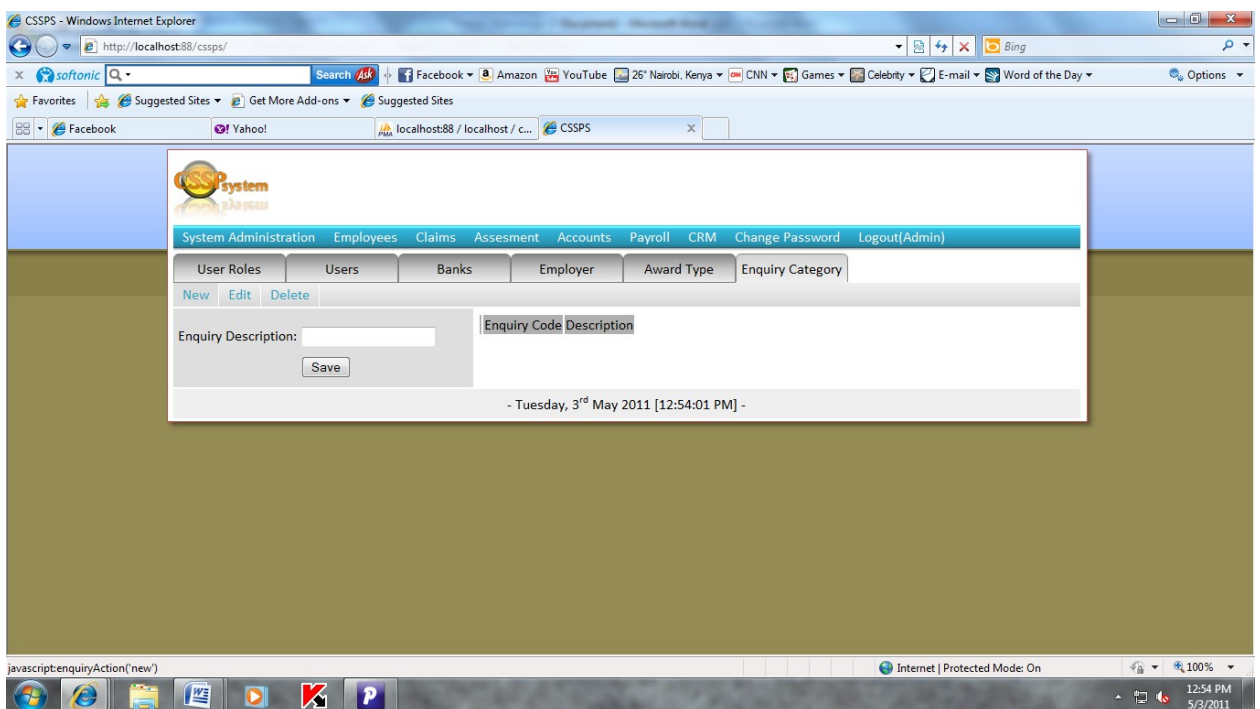 CSSPS - Windows Internet Explorer
http://localhost:88/cssps/
Bing
softonic Search Ask Facebook Amazon YouTube 26° Nairobi, Kenya CNN Games Celebrity E-mail Word of the Day Options
Favorites Suggested Sites Get More Add-ons Suggested Sites
Facebook Yahoo! localhost:88 / localhost / c... CSSPS
CSSPsystem
System Administration Employees Claims Assesment Accounts Payroll CRM Change Password Logout(Admin)
User Roles Users Banks Employer Award Type Enquiry Category
New Edit Delete
Enquiry Code Description
Enquiry Description:
Save
- Tuesday, 3rd May 2011 [12:54:01 PM] -
javascript:enquiryAction('new') Internet | Protected Mode: On 100%
12:54 PM
5/3/2011